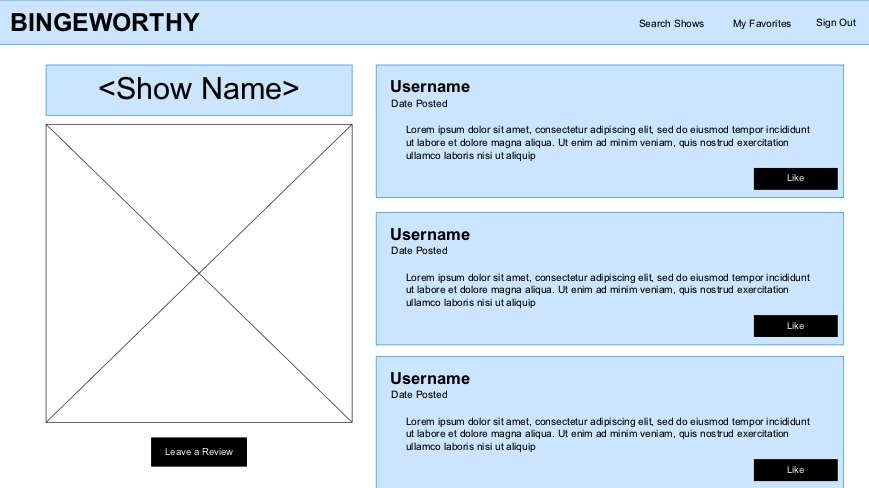 BINGEWORTHY
Search Shows
My Favorites
Sign Out
<Show Name>
Leave a Review
Username
Date Posted
Lorem ipsum dolor sit amet, consectetur adipiscing elit, sed do eiusmod tempor incididunt
ut labore et dolore magna aliqua. Ut enim ad minim veniam, quis nostrud exercitation
ullamco laboris nisi ut aliquip
Like
Username
Date Posted
Lorem ipsum dolor sit amet, consectetur adipiscing elit, sed do eiusmod tempor incididunt
ut labore et dolore magna aliqua. Ut enim ad minim veniam, quis nostrud exercitation
ullamco laboris nisi ut aliquip
Like
Username
Date Posted
Lorem ipsum dolor sit amet, consectetur adipiscing elit, sed do eiusmod tempor incididunt
ut labore et dolore magna aliqua. Ut enim ad minim veniam, quis nostrud exercitation
ullamco laboris nisi ut aliquip
Like